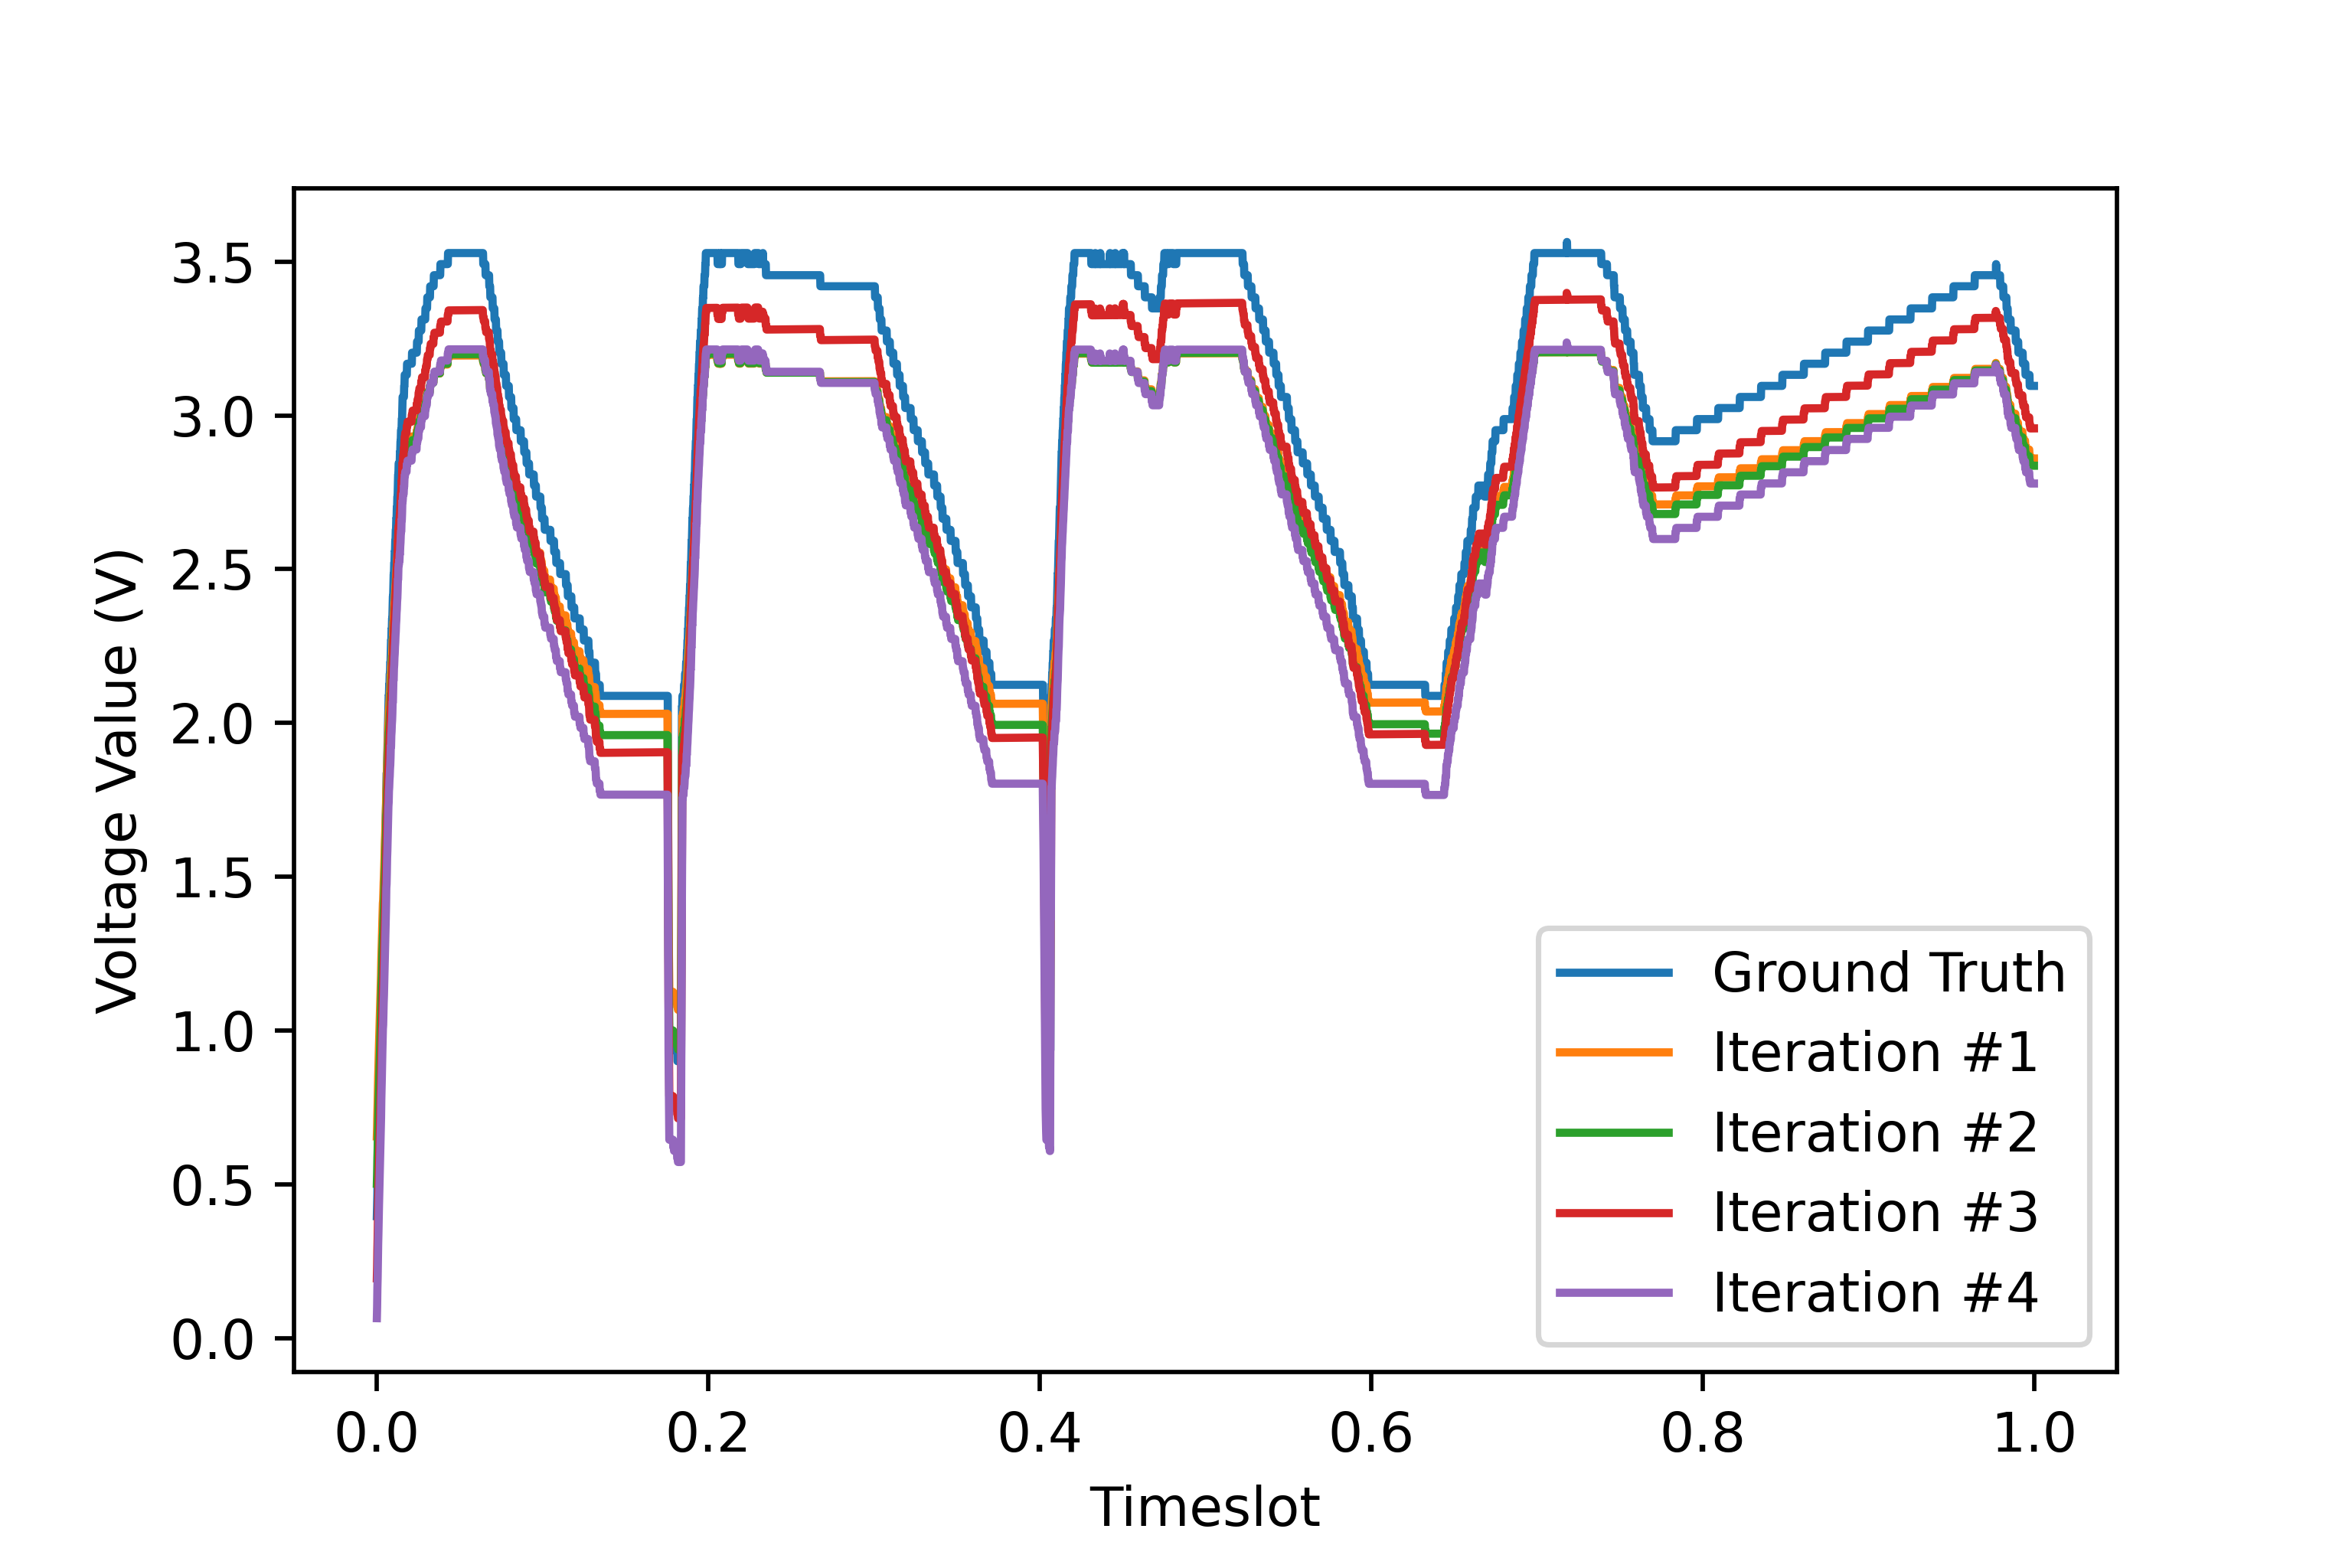 3.5
3.0
2.5
2.0
1.5
1.0
0.5
0.0
Voltage Value (V)
0.0 0.2 0.4 0.6 0.8 1.0
Timeslot
Ground Truth
Iteration #1
Iteration #2
Iteration #3
Iteration #4